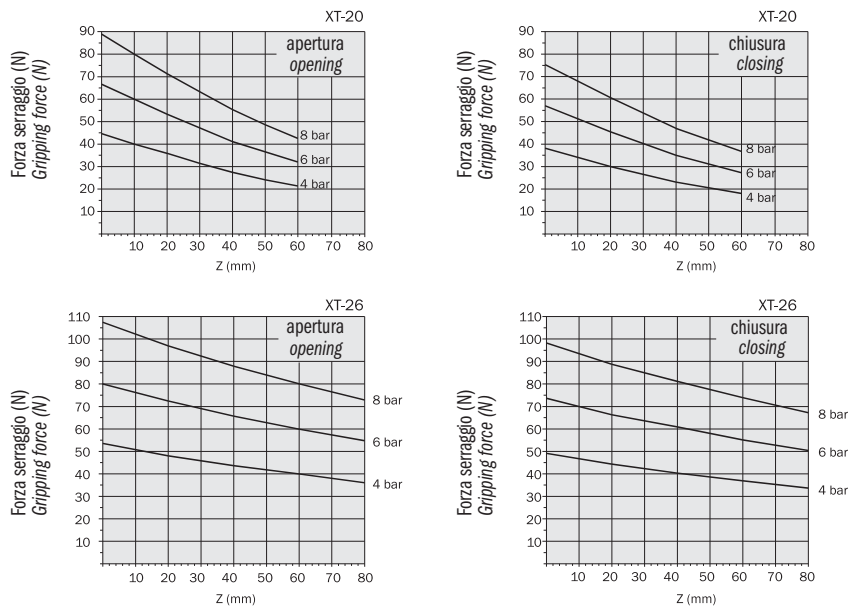 XT-20
Forza serraggio (N)
Gripping force (N)
90
80
70
60
50
40
30
20
10
apertura
opening
8 bar
6 bar
4 bar
10 20 30 40 50 60 70 80
Z (mm)
XT-20
Forza serraggio (N)
Gripping force (N)
90
80
70
60
50
40
30
20
10
chiusura
closing
8 bar
6 bar
4 bar
10 20 30 40 50 60 70 80
Z (mm)
XT-26
Forza serraggio (N)
Gripping force (N)
110
100
90
80
70
60
50
40
30
20
10
apertura
opening
8 bar
6 bar
4 bar
10 20 30 40 50 60 70 80
Z (mm)
XT-26
Forza serraggio (N)
Gripping force (N)
110
100
90
80
70
60
50
40
30
20
10
chiusura
closing
8 bar
6 bar
4 bar
10 20 30 40 50 60 70 80
Z (mm)